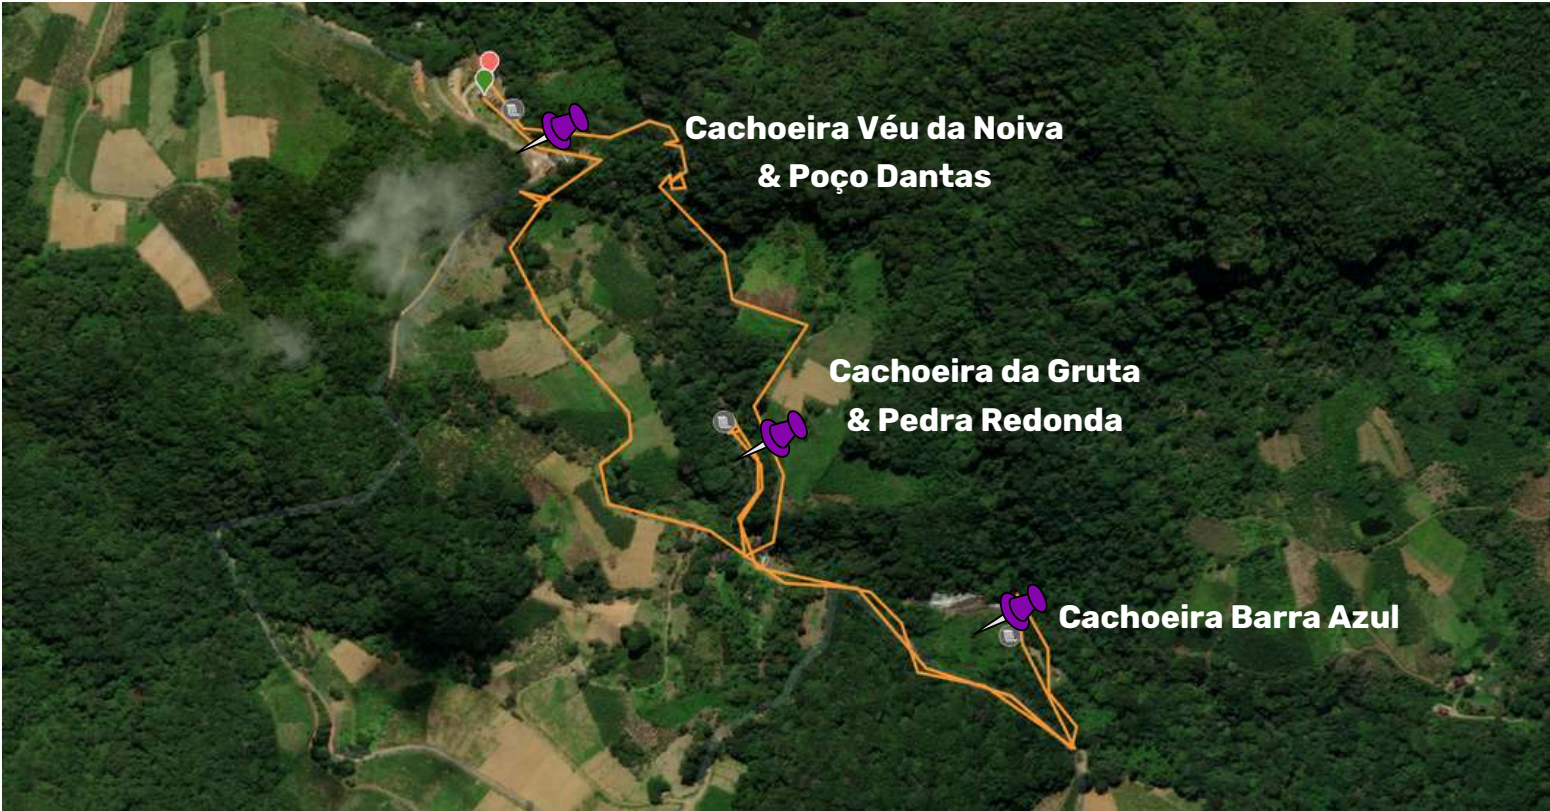 Cachoeira Véu da Noiva
& Poço Dantas
Cachoeira da Gruta
& Pedra Redonda
Cachoeira Barra Azul